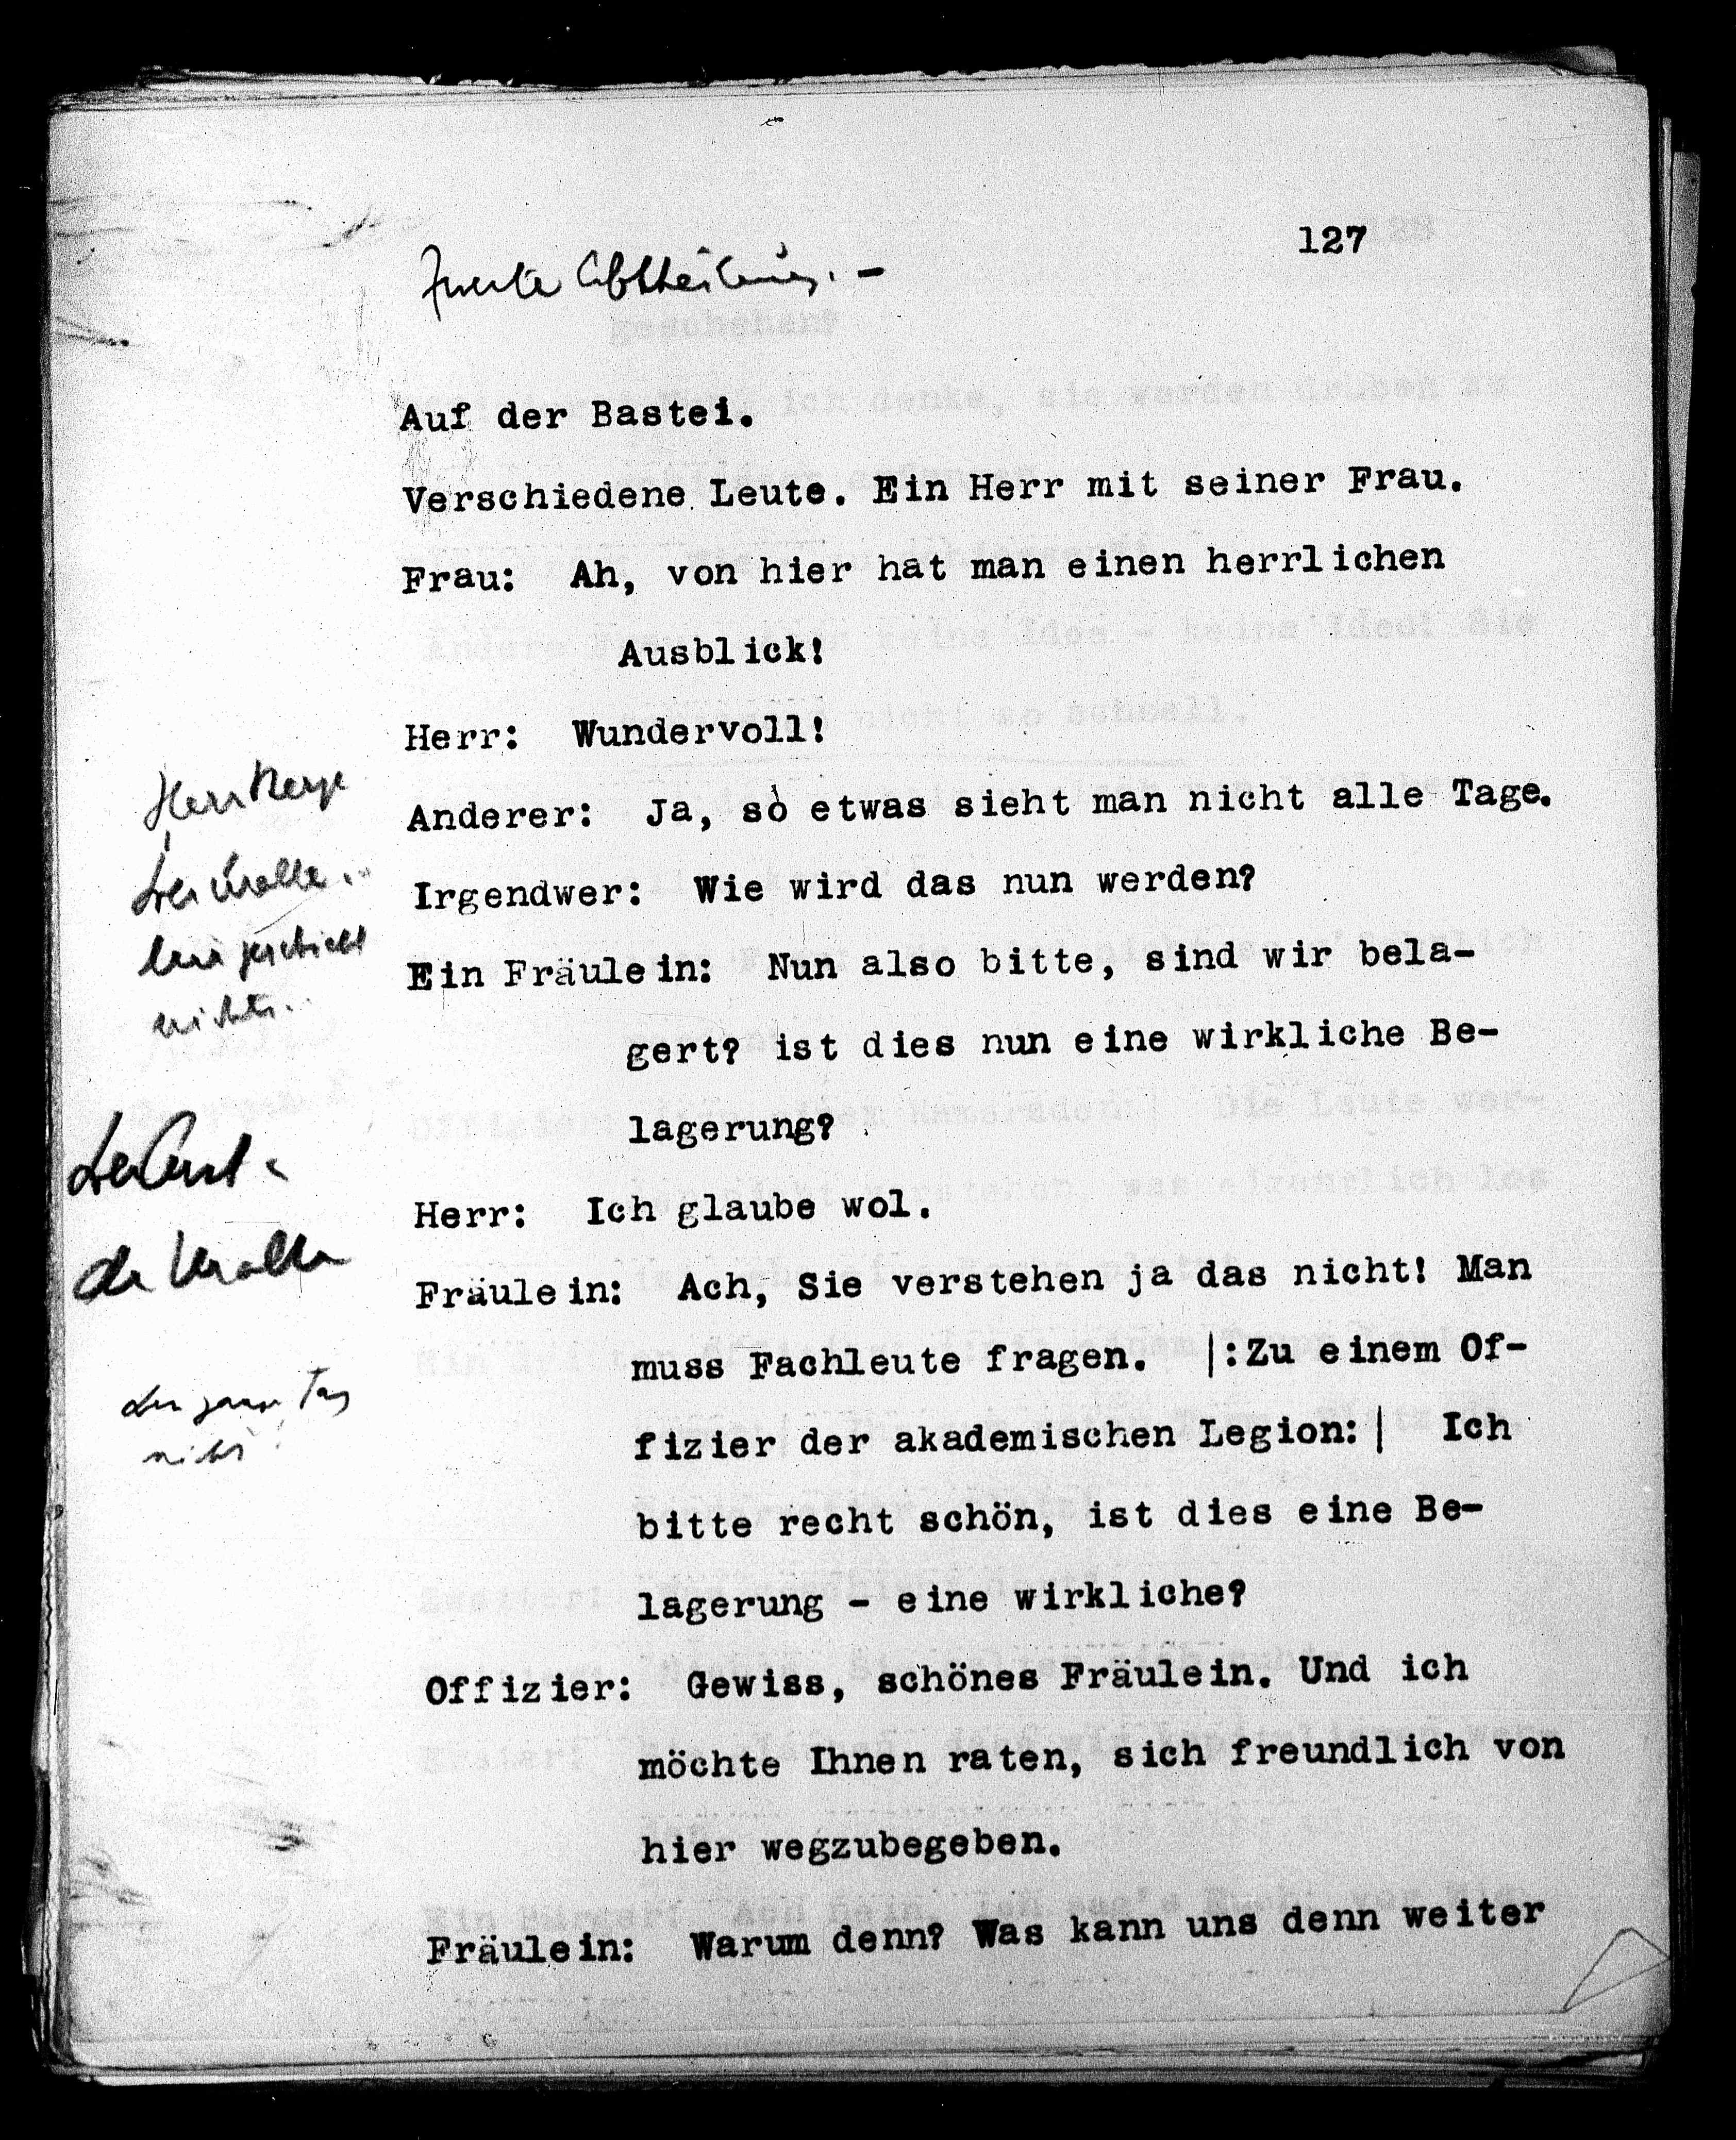 127
Zweite Abtheilung. –
Auf der Bastei.
Verschiedene Leute. Ein Herr mit seiner Frau.
Frau: Ah, von hier hat man einen herrlichen
Ausblick!
Herr: Wundervoll!
Anderer: Ja, so etwas sieht man nicht alle Tage.
Irgendwer: Wie wird das nun werden?
Ein Fräulein: Nun also bitte, sind wir bela-
gert? ist dies nun eine wirkliche Be-
lagerung?
Herr: Ich glaube wol.
Fräulein: Ach, Sie verstehen ja das nicht! Man
muss Fachleute fragen. |:Zu einem Of-
fizier der akademischen Legion:| Ich
bitte recht schön, ist dies eine Be-
lagerung - eine wirkliche?
Offizier: Gewiss, schönes Fräulein. Und ich
möchte Ihnen raten, sich freundlich von
hier wegzubegeben.
Fräulein: Warum denn? Was kann uns denn weiter
Herr
geschieht
der ganze Tag